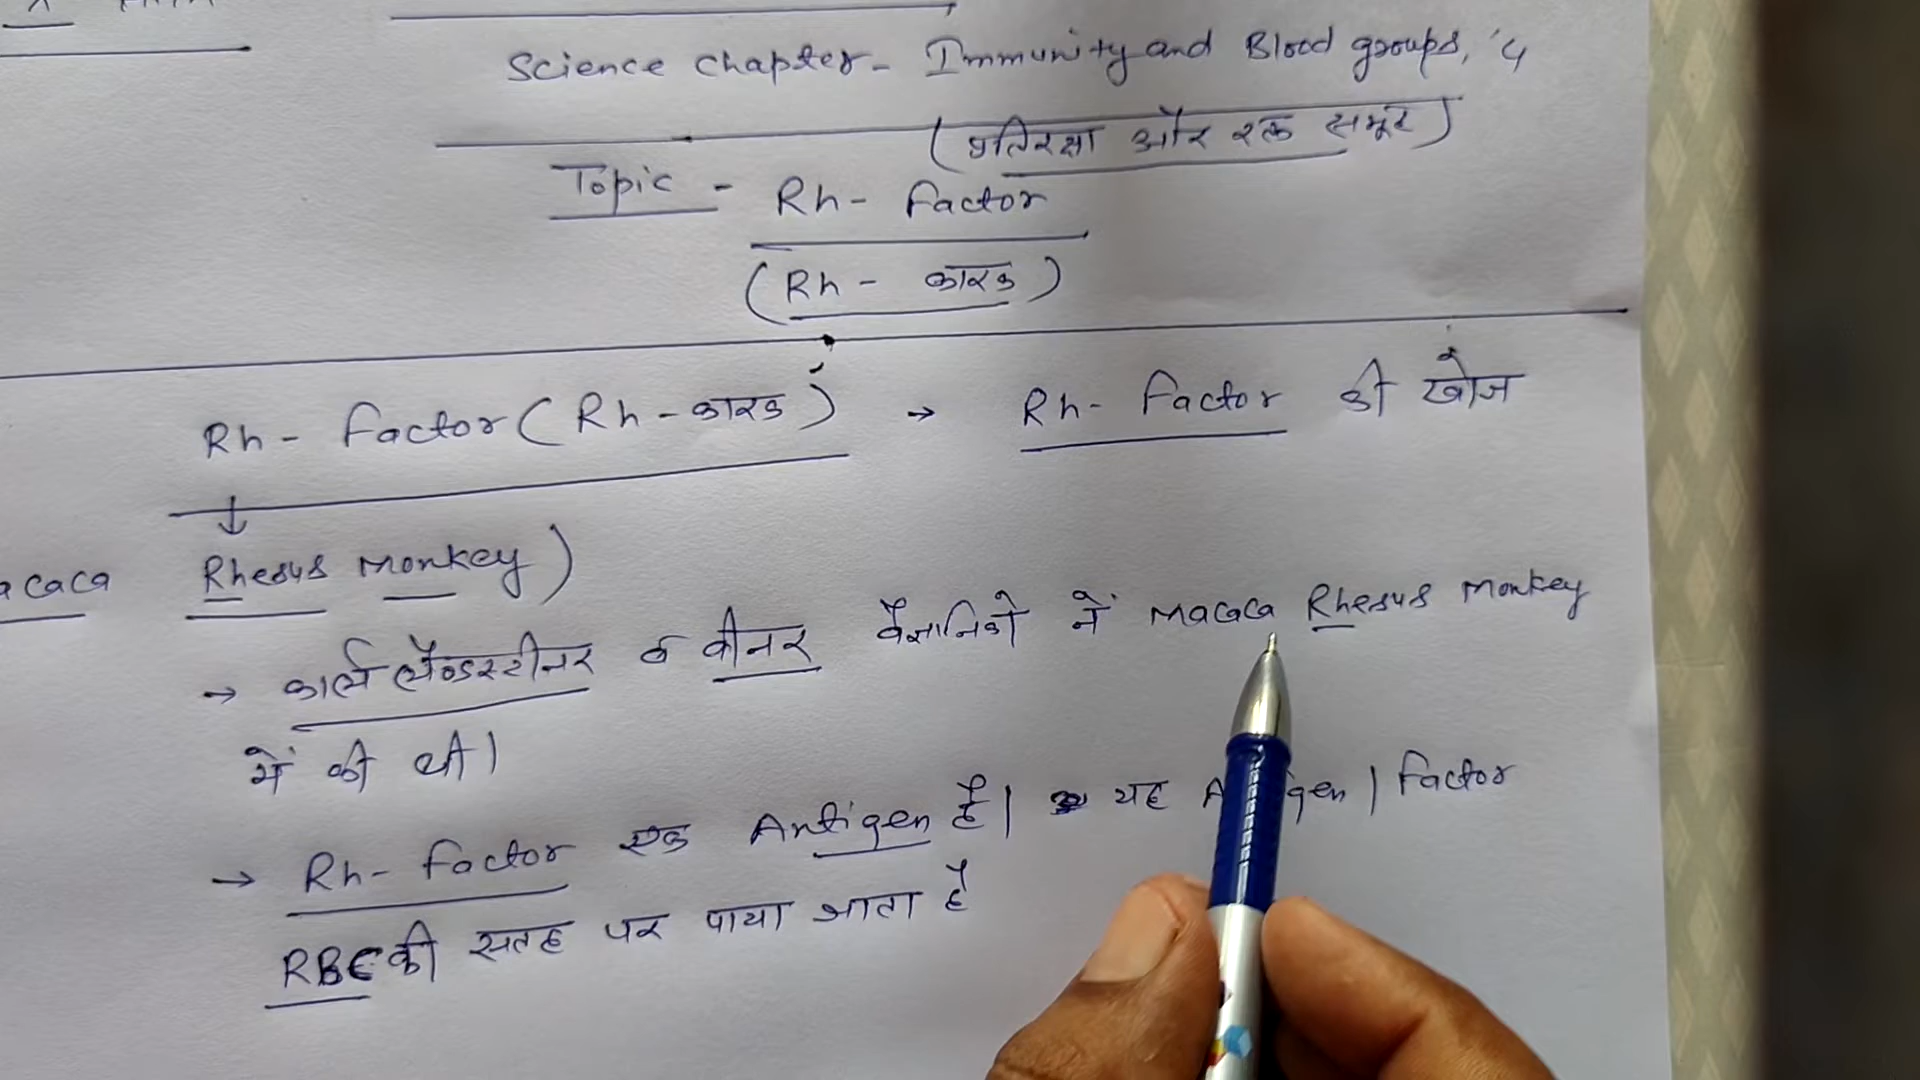 Science Chapter- Immunity and Blood groups, 4
(प्रतिरक्षा और रक्त समूह)
Topic - Rh- factor
(Rh- कारक)
Rh- factor (Rh-कारक) → Rh- factor की खोज
↓
acaca Rhesus Monkey)
→ कार्ल लैण्डस्टीनर व वीनर वैज्ञानिको ने Macaca Rhesus Monkey
में की थी।
→ Rh- factor एक Antigen है। यह Antigen | factor
RBC की सतह पर पाया जाता है